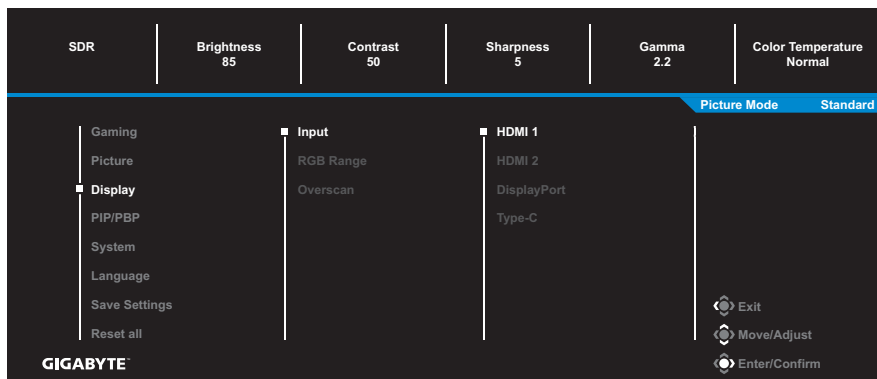 SDR Brightness Contrast Sharpness Gamma Color Temperature
85 50 5 2.2 Normal
Picture Mode Standard
Gaming Input HDMI 1
Picture RGB Range HDMI 2
Display Overscan DisplayPort
PIP/PBP Type-C
System
Language
Save Settings Exit
Reset all Move/Adjust
GIGABYTE™ Enter/Confirm